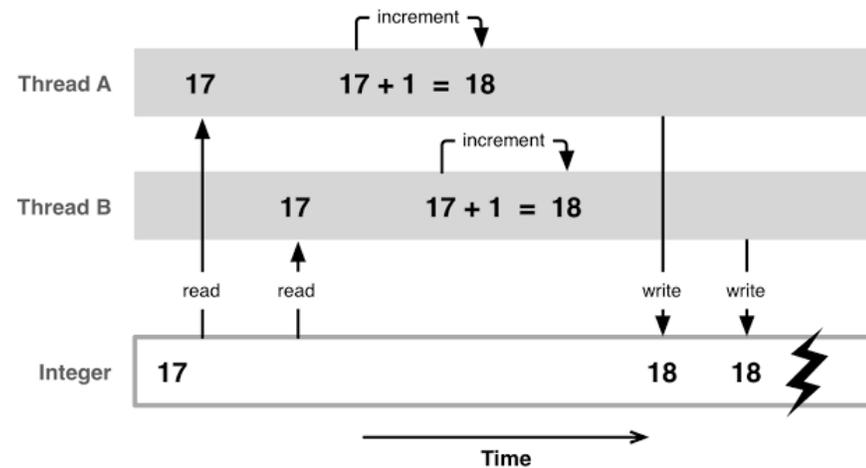 increment
Thread A 17 17 + 1 = 18
increment
Thread B 17 17 + 1 = 18
read read write write
Integer 17 18 18
Time